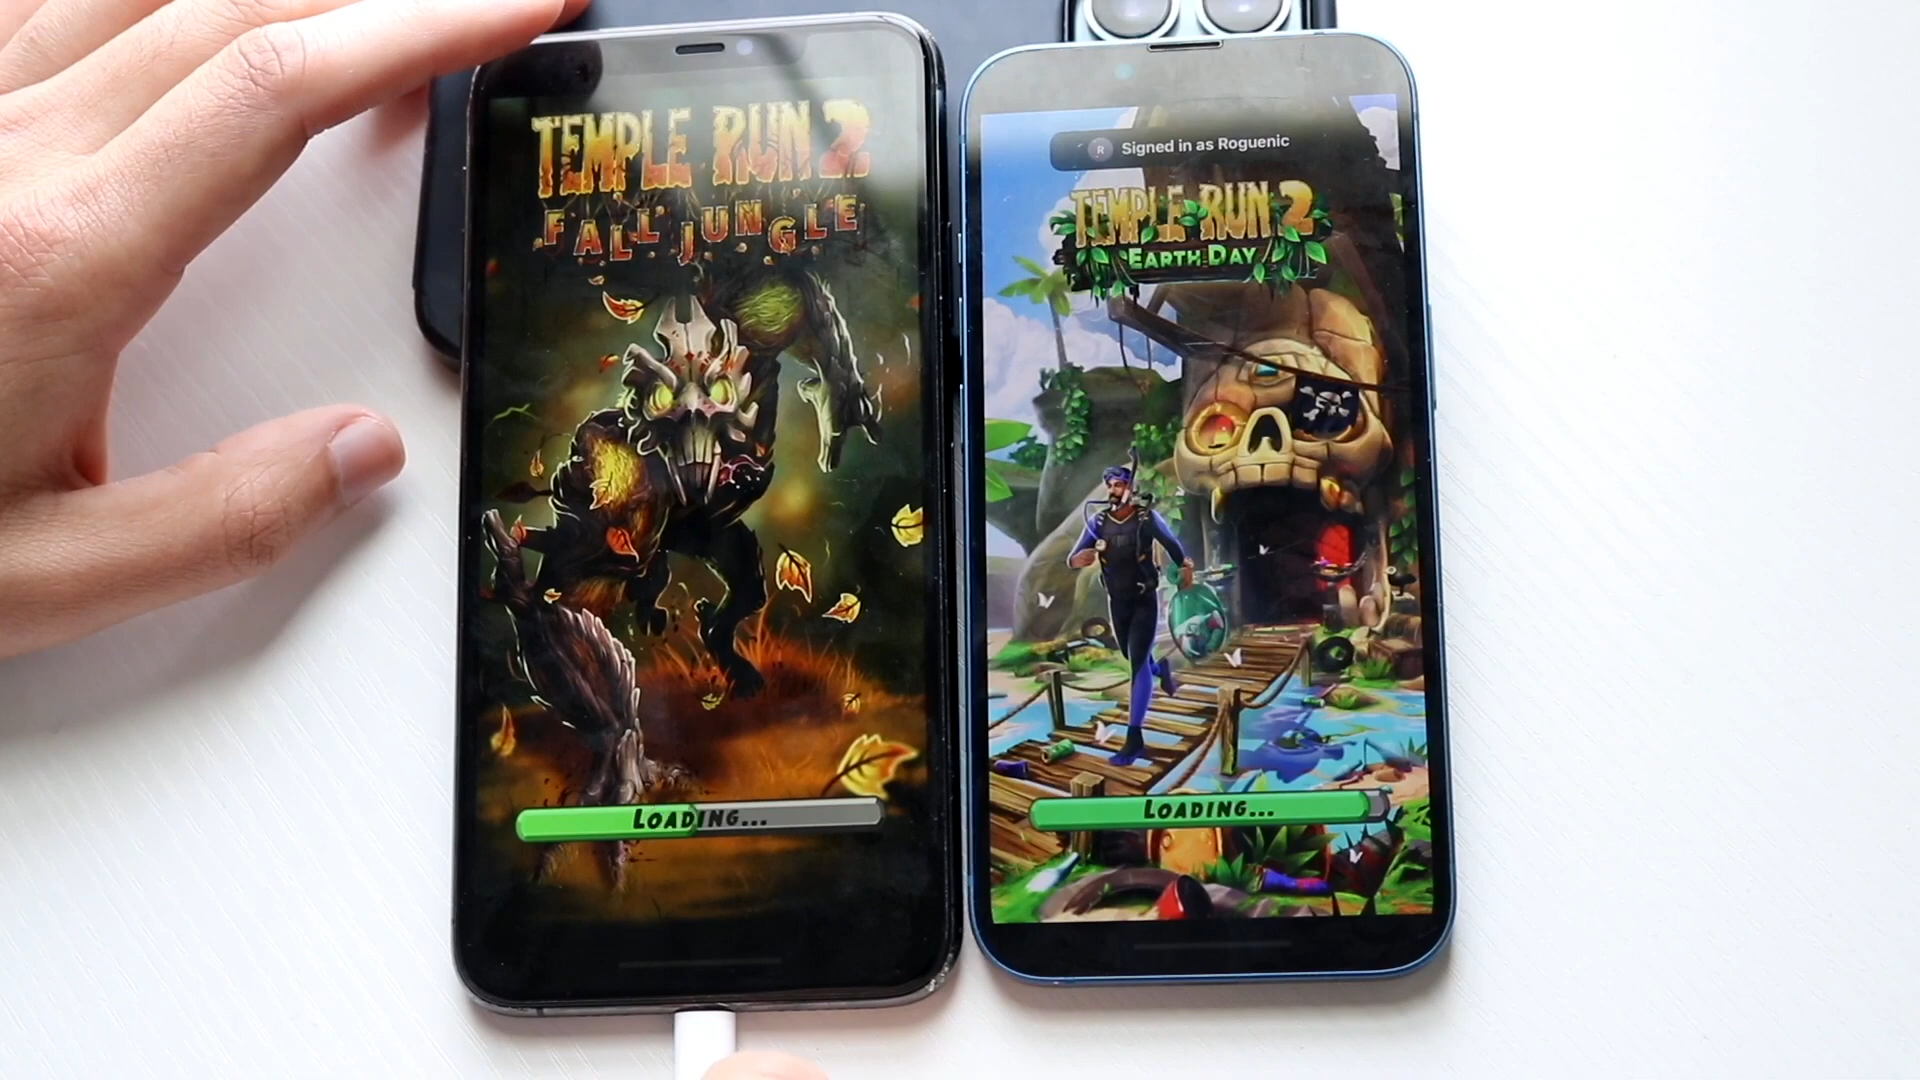 TEMPLE RUN 2
FALL JUNGLE
LOADING...
R
Signed in as Roguenic
TEMPLE RUN 2
EARTH DAY
LOADING...